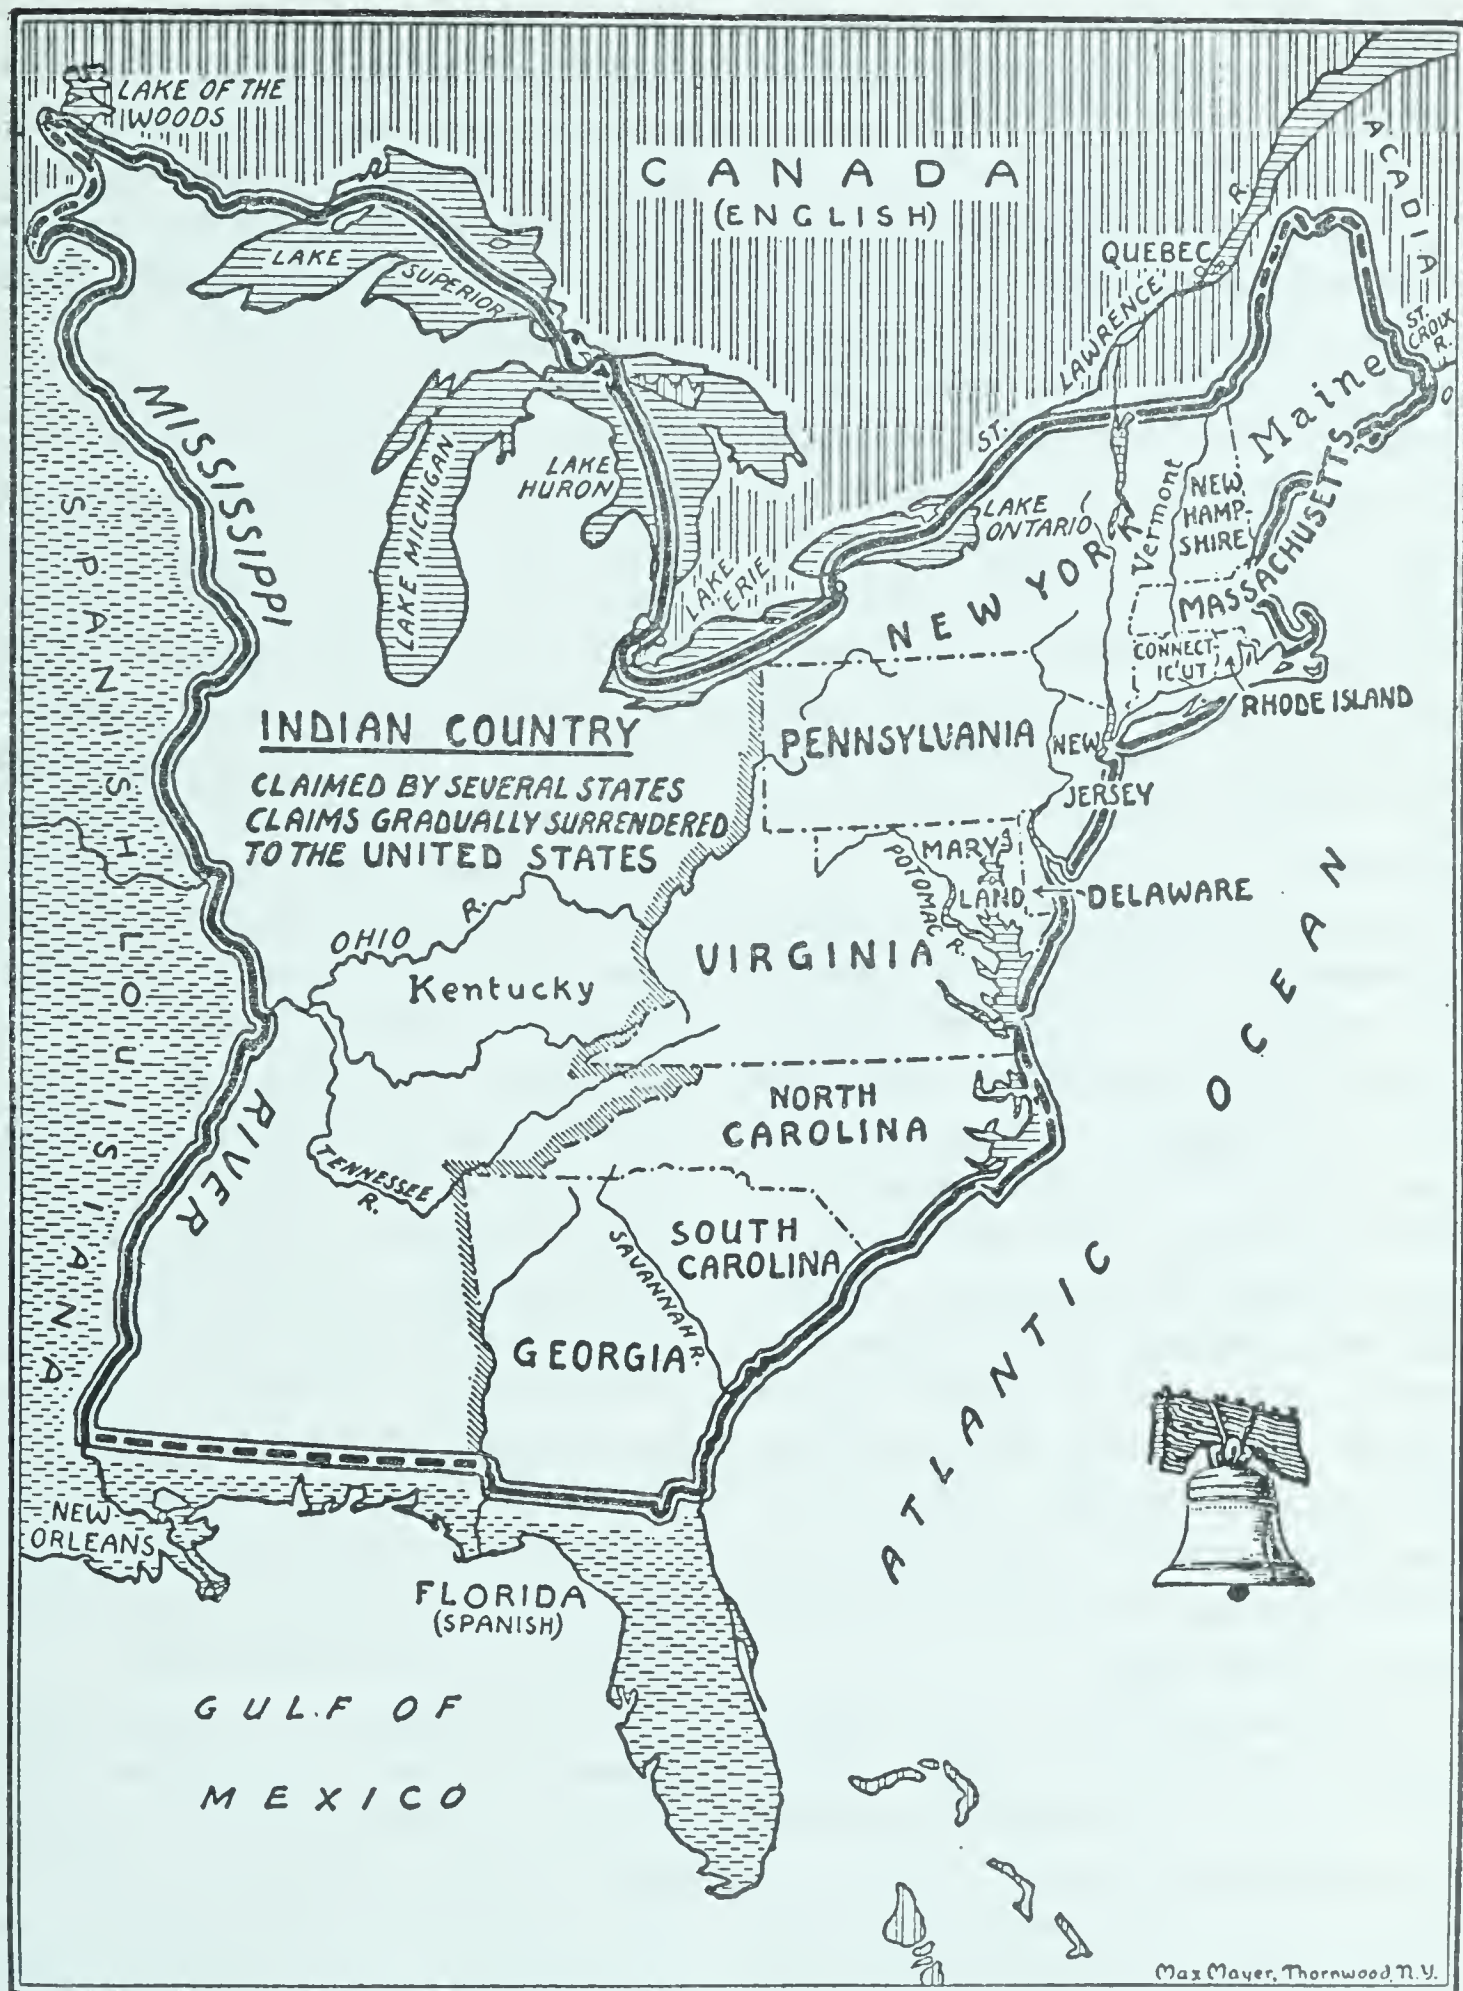 LAKE OF THE
WOODS
CANADA
(ENGLISH)
ACADIA
QUEBEC
R.
ST. LAWRENCE
ST.
CROIX
R.
LAKE SUPERIOR
MISSISSIPPI
RIVER
SPANISH LOUISIANA
LAKE MICHIGAN
LAKE
HURON
LAKE
ERIE
LAKE
ONTARIO
Maine
Vermont
NEW
HAMP-
SHIRE
MASSACHUSETTS
NEW YORK
CONNECT-
IC'UT
RHODE ISLAND
INDIAN COUNTRY
CLAIMED BY SEVERAL STATES
CLAIMS GRADUALLY SURRENDERED
TO THE UNITED STATES
PENNSYLVANIA
NEW
JERSEY
MARY-
LAND
DELAWARE
POTOMAC R.
OHIO R.
Kentucky
VIRGINIA
TENNESSEE
R.
NORTH
CAROLINA
SOUTH
CAROLINA
SAVANNAH R.
GEORGIA
ATLANTIC OCEAN
NEW
ORLEANS
FLORIDA
(SPANISH)
GULF OF
MEXICO
Max Mayer, Thornwood, N.Y.